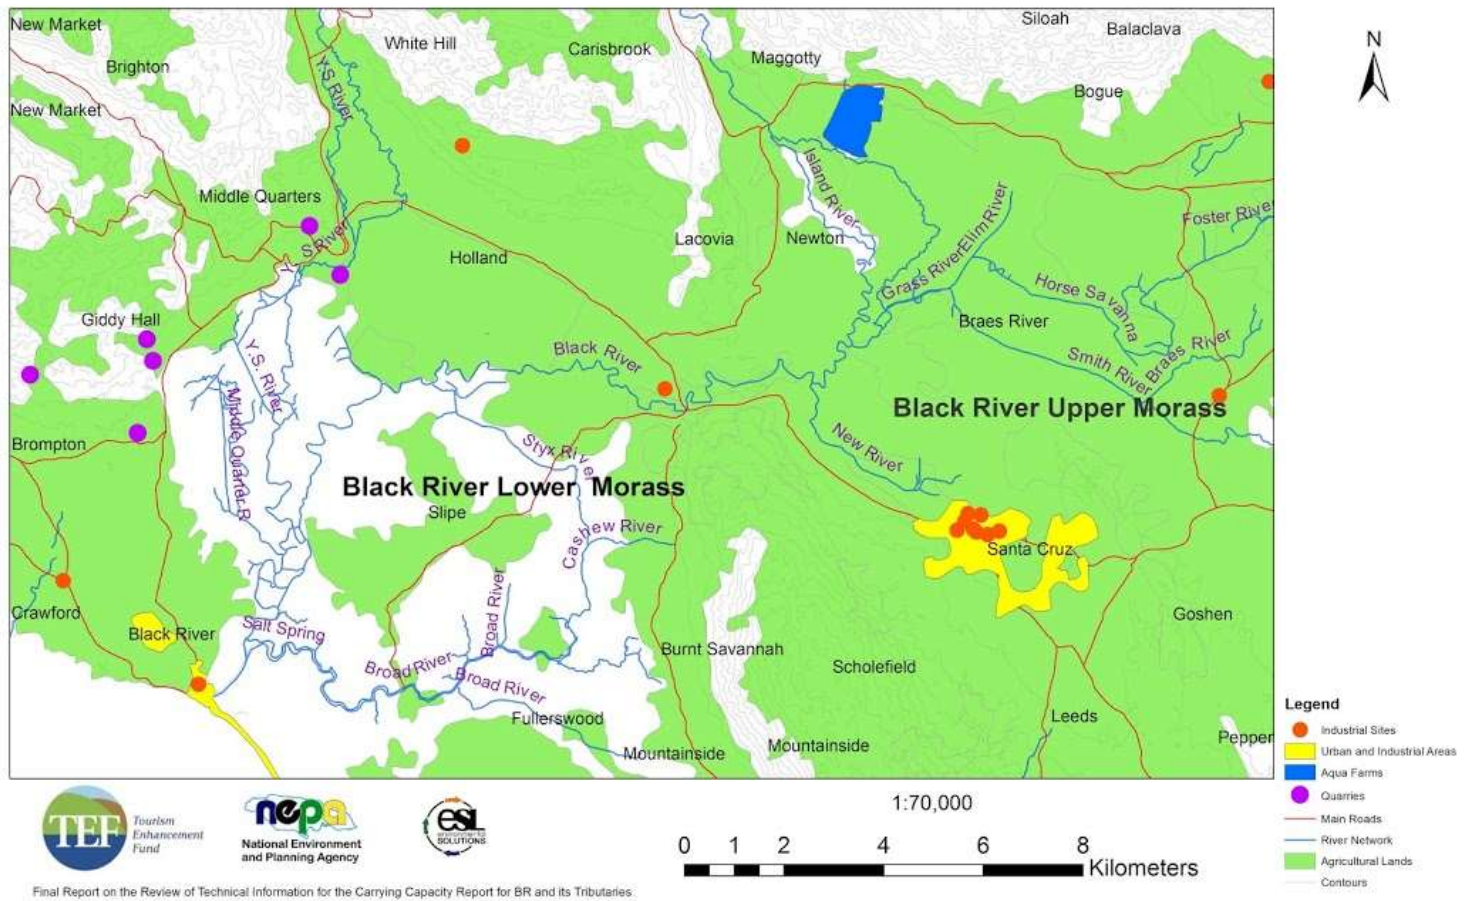 New Market
Siloah
Balaclava
White Hill
Carisbrook
Maggotty
Brighton
Y.S River
Bogue
New Market
N
Middle Quarters
Island River
Foster River
Y S River
Lacovia
Newton
Holland
Grass River
Elim River
Horse Savanna
Giddy Hall
Braes River
Black River
Y.S. River
Smith River
Braes River
Middle Quarter R
Black River Upper Morass
Brompton
Styx River
New River
Black River Lower Morass
Slipe
Cashew River
Santa Cruz
Crawford
Black River
Salt Spring
Broad River
Goshen
Broad River
Broad River
Burnt Savannah
Scholefield
Fullerswood
Leeds
Mountainside
Mountainside
Pepper
Legend
Industrial Sites
Urban and Industrial Areas
Aqua Farms
Quarries
Main Roads
River Network
Agricultural Lands
Contours
TEF
Tourism
Enhancement
Fund
nepa
National Environment
and Planning Agency
esl
environmental
SOLUTIONS
1:70,000
0 1 2 4 6 8
Kilometers
Final Report on the Review of Technical Information for the Carrying Capacity Report for BR and its Tributaries.